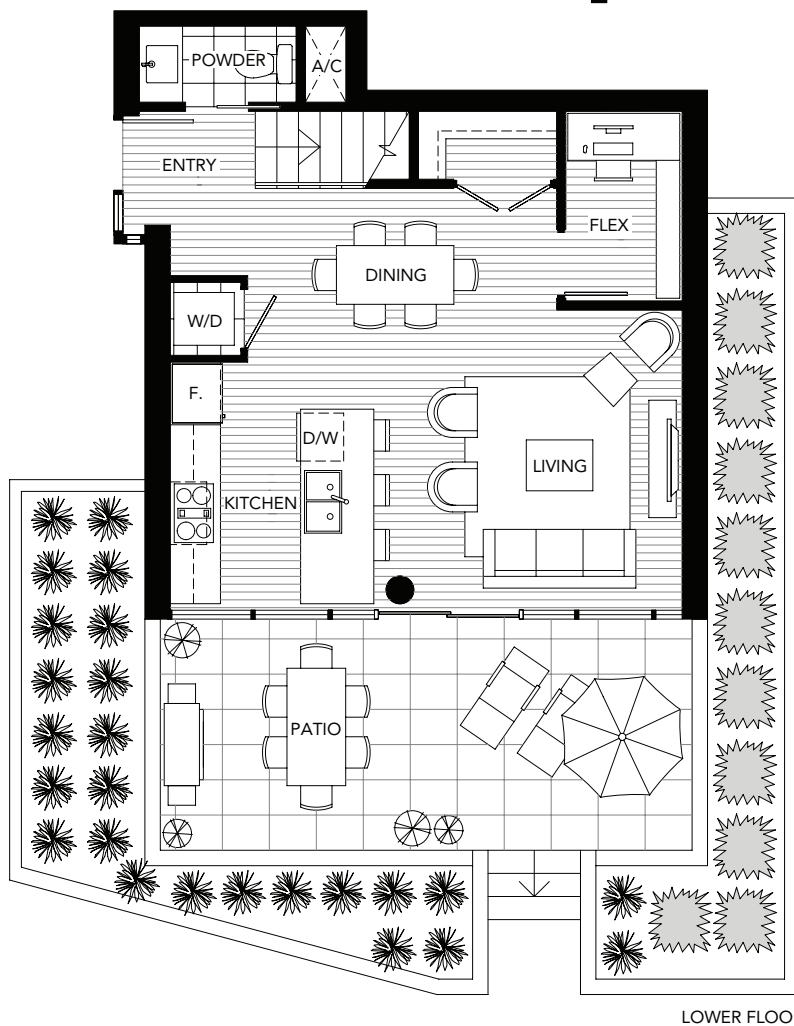 POWDER
A/C
ENTRY
FLEX
DINING
W/D
F.
D/W
LIVING
KITCHEN
PATIO
LOWER FLOO